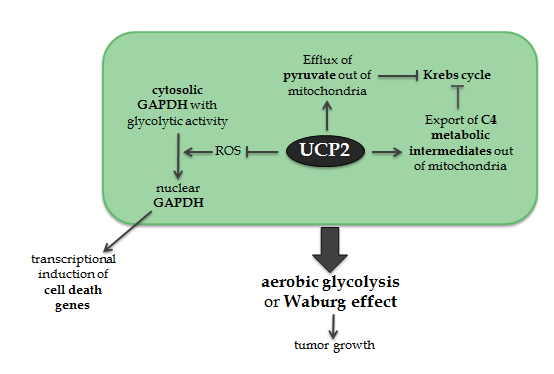 Efflux of
pyruvate out of
mitochondria
Krebs cycle
cytosolic
GAPDH with
glycolytic activity
Export of C4
metabolic
intermediates out
of mitochondria
ROS
UCP2
nuclear
GAPDH
transcriptional
induction of
cell death
genes
aerobic glycolysis
or Waburg effect
tumor growth